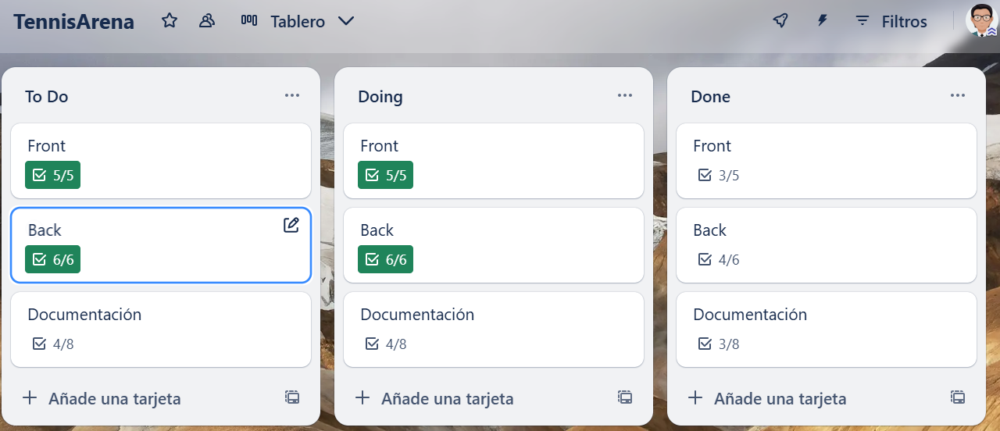 TennisArena Tablero Filtros
To Do
Front
5/5
Back
6/6
Documentación
4/8
Añade una tarjeta
Doing
Front
5/5
Back
6/6
Documentación
4/8
Añade una tarjeta
Done
Front
3/5
Back
4/6
Documentación
3/8
Añade una tarjeta